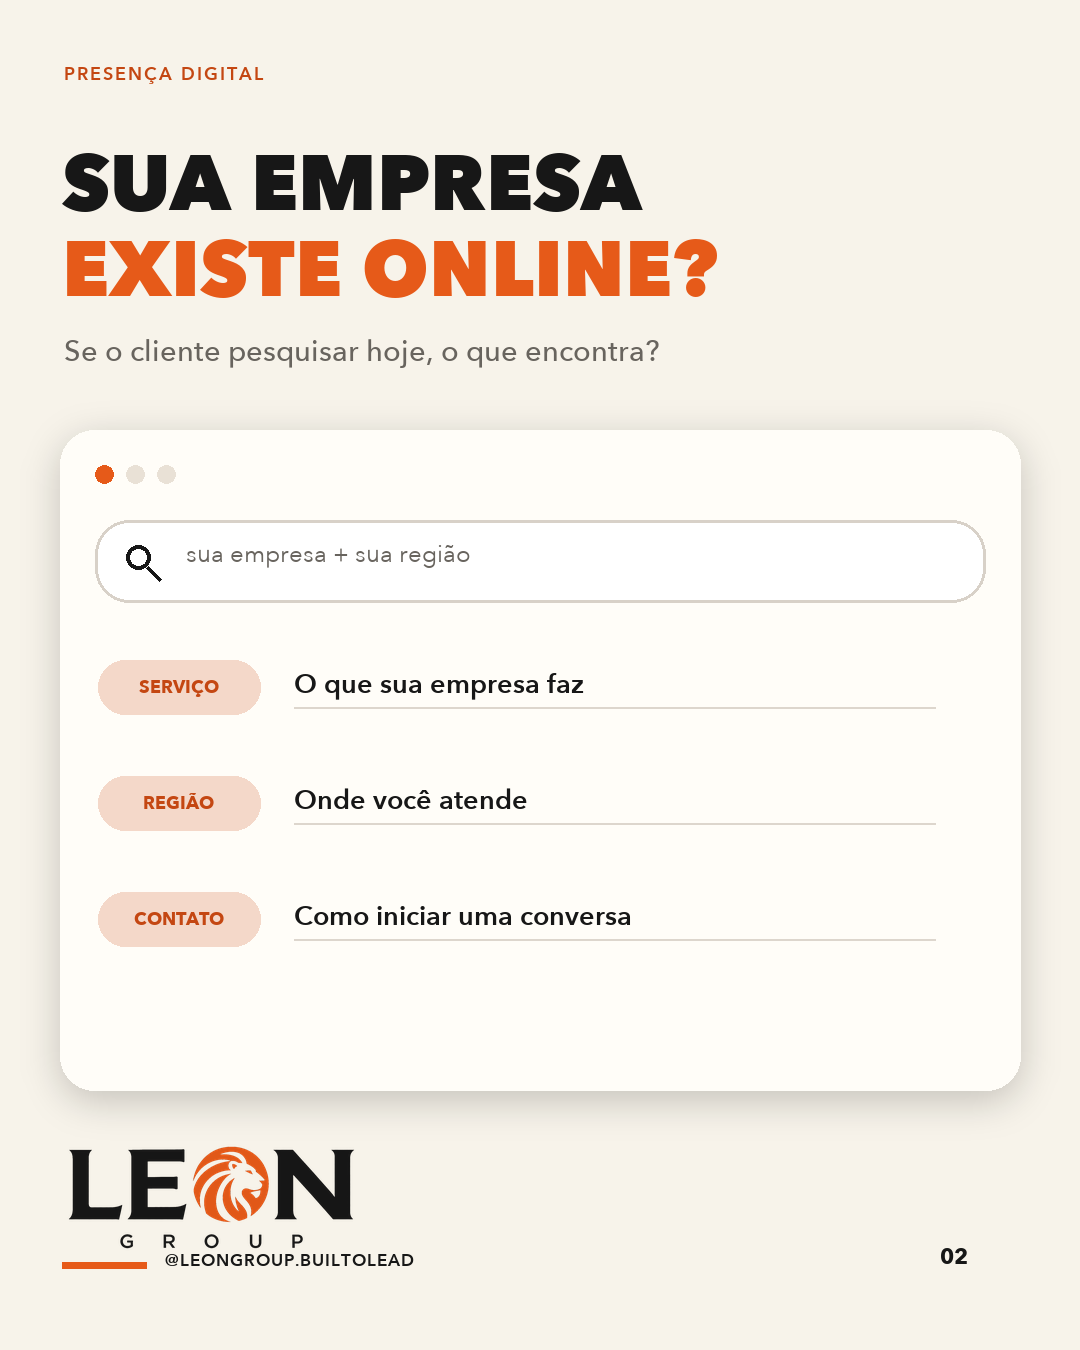 PRESENÇA DIGITAL
SUA EMPRESA
EXISTE ONLINE?
Se o cliente pesquisar hoje, o que encontra?
sua empresa + sua região
SERVIÇO
O que sua empresa faz
REGIÃO
Onde você atende
CONTATO
Como iniciar uma conversa
LEON
GROUP
@LEONGROUP.BUILTOLEAD
02